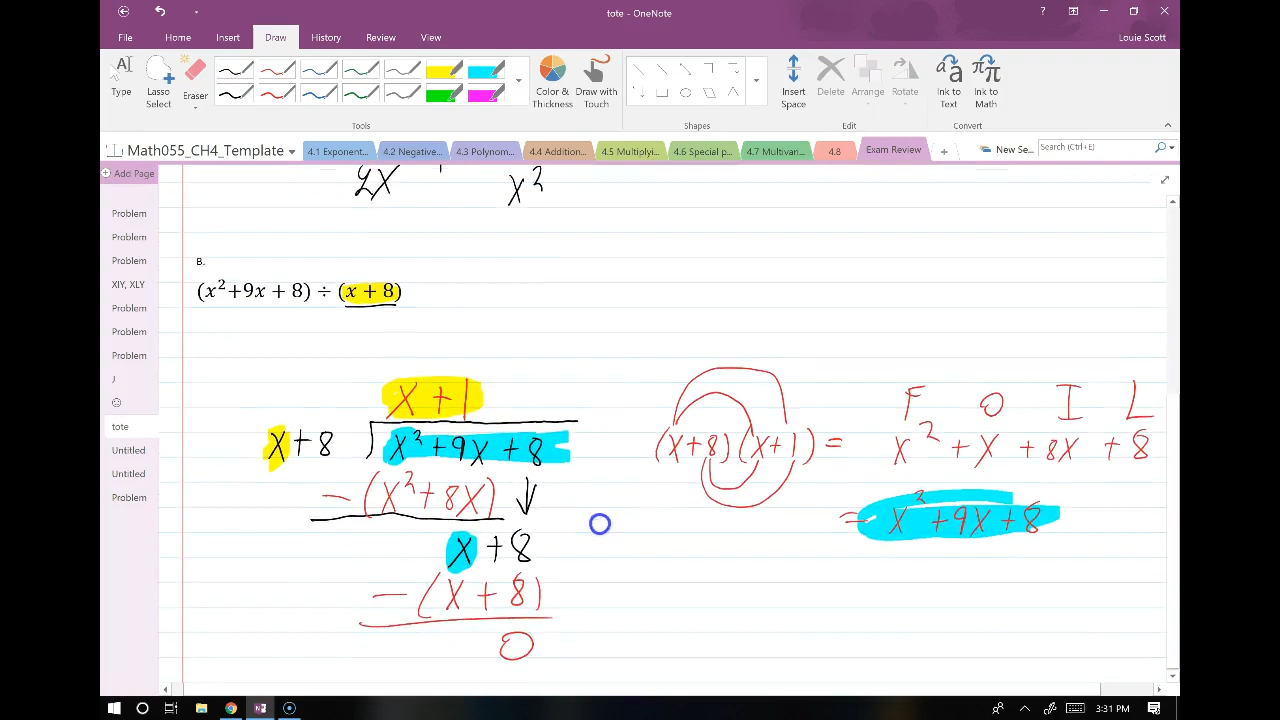 tote - OneNote
? Louie Scott
File Home Insert Draw History Review View
Type Lasso Select Eraser Color & Thickness Draw with Touch Insert Space Delete Arrange Rotate Ink to Text Ink to Math
Tools Shapes Edit Convert
Math055_CH4_Template 4.1 Exponent... 4.2 Negative... 4.3 Polynom... 4.4 Addition... 4.5 Multiplyi... 4.6 Special p... 4.7 Multivari... 4.8 Exam Review + New Se... Search (Ctrl+E)
Add Page
Problem
Problem
Problem
XIY, XLY
Problem
Problem
Problem
J
☺
tote
Untitled
Untitled
Problem
2X X²
B.
(x²+9x + 8) ÷ (x + 8)
X + 1
X+8 X²+9X+8
− (X²+8X) ↓
X +8
− (X + 8)
0
F O I L
(X+8)(X+1) = X² + X + 8X + 8
= X² + 9X + 8
3:31 PM